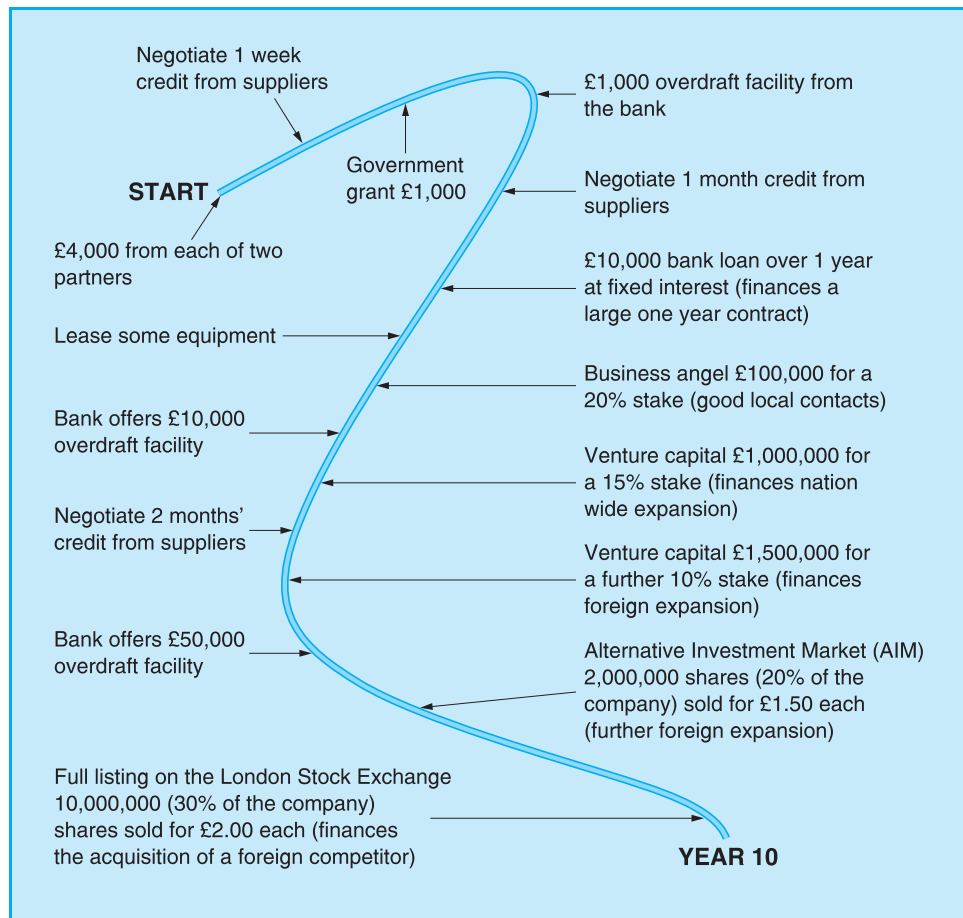 Negotiate 1 week
credit from suppliers
£1,000 overdraft facility from
the bank
Government
grant £1,000
START
Negotiate 1 month credit from
suppliers
£4,000 from each of two
partners
£10,000 bank loan over 1 year
at fixed interest (finances a
large one year contract)
Lease some equipment
Business angel £100,000 for a
20% stake (good local contacts)
Bank offers £10,000
overdraft facility
Venture capital £1,000,000 for
a 15% stake (finances nation
wide expansion)
Negotiate 2 months’
credit from suppliers
Venture capital £1,500,000 for
a further 10% stake (finances
foreign expansion)
Bank offers £50,000
overdraft facility
Alternative Investment Market (AIM)
2,000,000 shares (20% of the
company) sold for £1.50 each
(further foreign expansion)
Full listing on the London Stock Exchange
10,000,000 (30% of the company)
shares sold for £2.00 each (finances
the acquisition of a foreign competitor)
YEAR 10